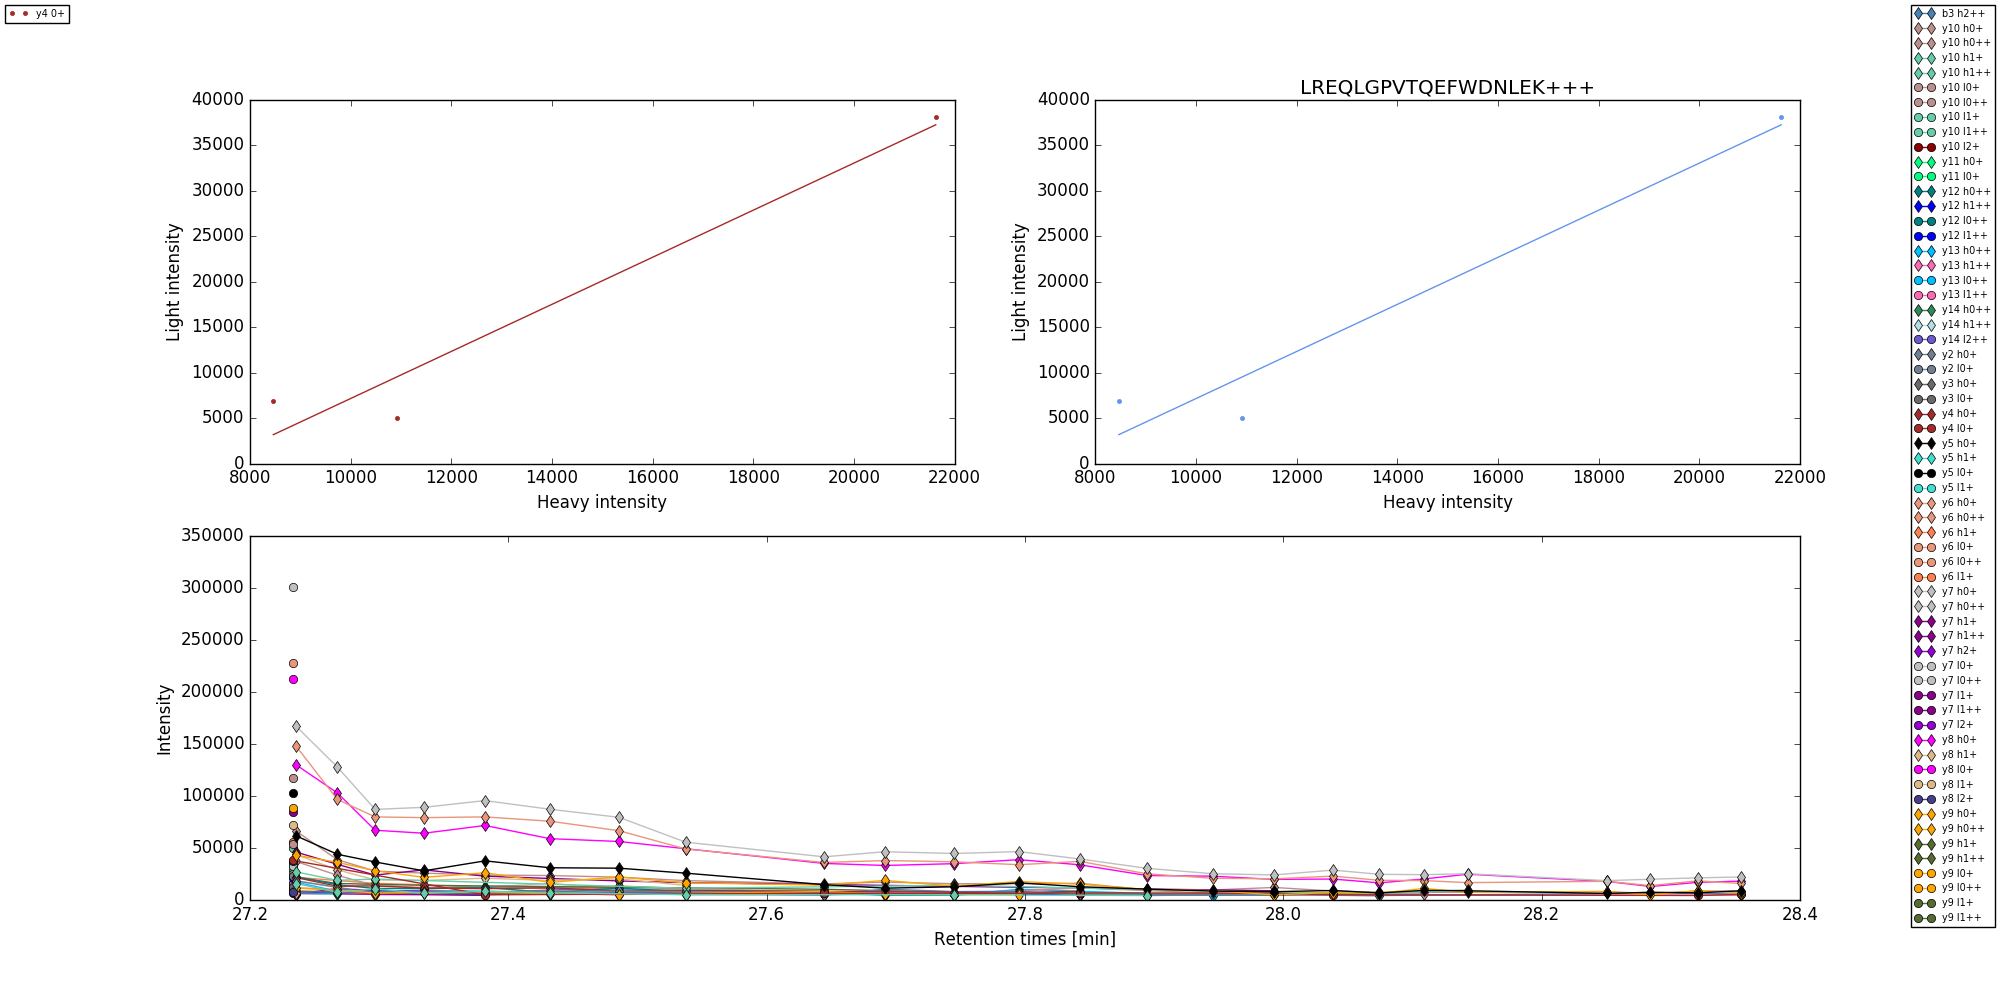 y4 0+
LREQLGPVTQEFWDNLEK+++
40000
35000
30000
25000
20000
15000
10000
5000
0
Light intensity
8000 10000 12000 14000 16000 18000 20000 22000
Heavy intensity
40000
35000
30000
25000
20000
15000
10000
5000
0
Light intensity
8000 10000 12000 14000 16000 18000 20000 22000
Heavy intensity
350000
300000
250000
200000
150000
100000
50000
0
Intensity
27.2 27.4 27.6 27.8 28.0 28.2 28.4
Retention times [min]
b3 h2++
y10 h0+
y10 h0++
y10 h1+
y10 h1++
y10 l0+
y10 l0++
y10 l1+
y10 l1++
y10 l2+
y11 h0+
y11 l0+
y12 h0++
y12 h1++
y12 l0++
y12 l1++
y13 h0++
y13 h1++
y13 l0++
y13 l1++
y14 h0++
y14 h1++
y14 l2++
y2 h0+
y2 l0+
y3 h0+
y3 l0+
y4 h0+
y4 l0+
y5 h0+
y5 h1+
y5 l0+
y5 l1+
y6 h0+
y6 h0++
y6 h1+
y6 l0+
y6 l0++
y6 l1+
y7 h0+
y7 h0++
y7 h1+
y7 h1++
y7 h2+
y7 l0+
y7 l0++
y7 l1+
y7 l1++
y7 l2+
y8 h0+
y8 h1+
y8 l0+
y8 l1+
y8 l2+
y9 h0+
y9 h0++
y9 h1+
y9 h1++
y9 l0+
y9 l0++
y9 l1+
y9 l1++